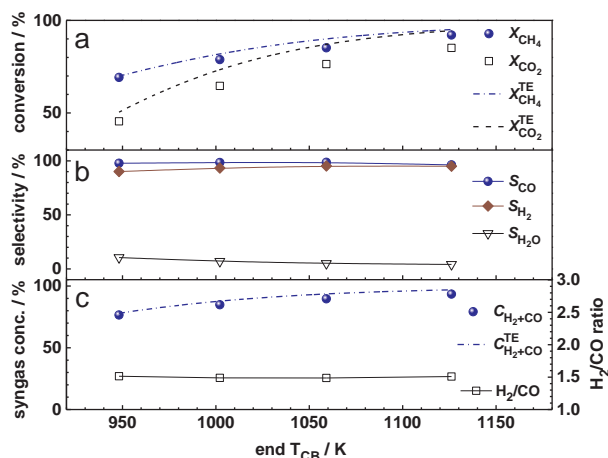 a
conversion / %
100
50
X_CH4
X_CO2
X^TE_CH4
X^TE_CO2
b
selectivity / %
100
50
0
S_CO
S_H2
S_H2O
c
syngas conc. / %
100
50
0
C_H2+CO
C^TE_H2+CO
H2/CO
3.0
2.5
2.0
1.5
1.0
H2/CO ratio
950 1000 1050 1100 1150
end T_CB / K